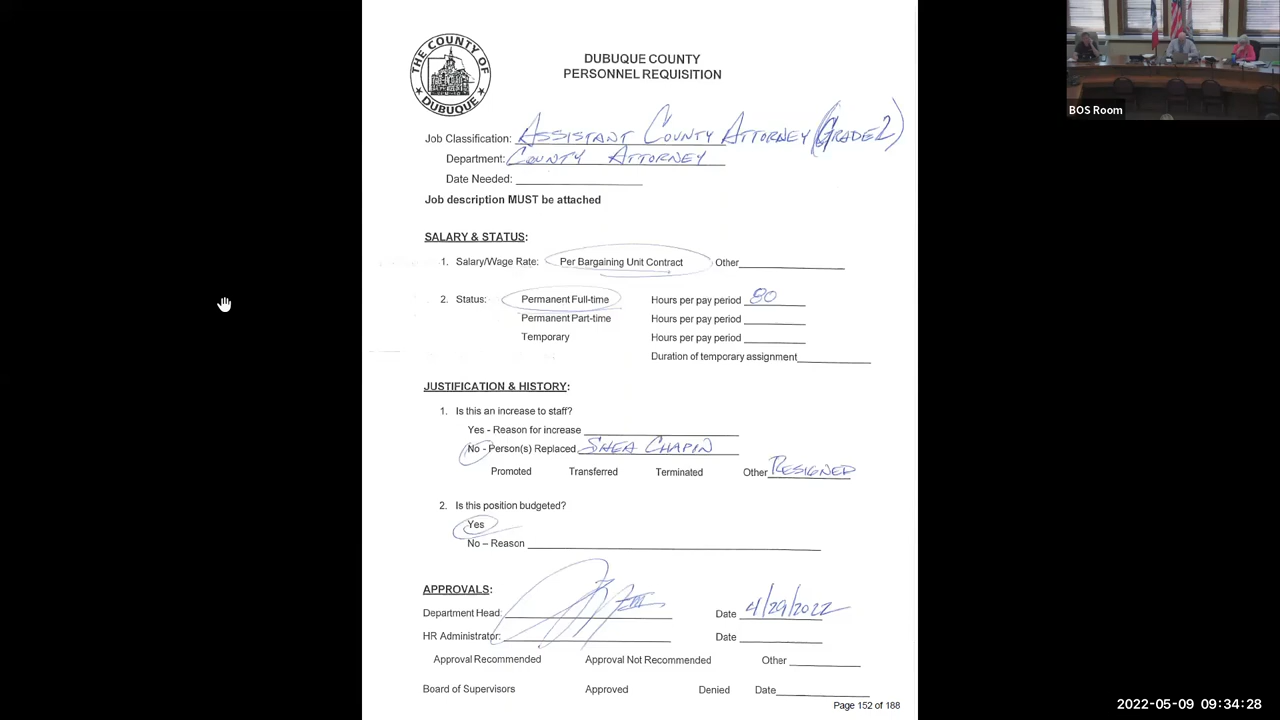 THE COUNTY OF
DUBUQUE
DUBUQUE COUNTY
PERSONNEL REQUISITION
BOS Room
Job Classification: ASSISTANT COUNTY ATTORNEY (GRADE 2)
Department: COUNTY ATTORNEY
Date Needed:
Job description MUST be attached
SALARY & STATUS:
1. Salary/Wage Rate: Per Bargaining Unit Contract Other
2. Status: Permanent Full-time Hours per pay period 80
Permanent Part-time Hours per pay period
Temporary Hours per pay period
Duration of temporary assignment
JUSTIFICATION & HISTORY:
1. Is this an increase to staff?
Yes - Reason for increase
No - Person(s) Replaced SHEA CHAPIN
Promoted Transferred Terminated Other RESIGNED
2. Is this position budgeted?
Yes
No – Reason
APPROVALS:
Department Head: Date 4/29/2022
HR Administrator: Date
Approval Recommended Approval Not Recommended Other
Board of Supervisors Approved Denied Date
Page 152 of 188
2022-05-09 09:34:28